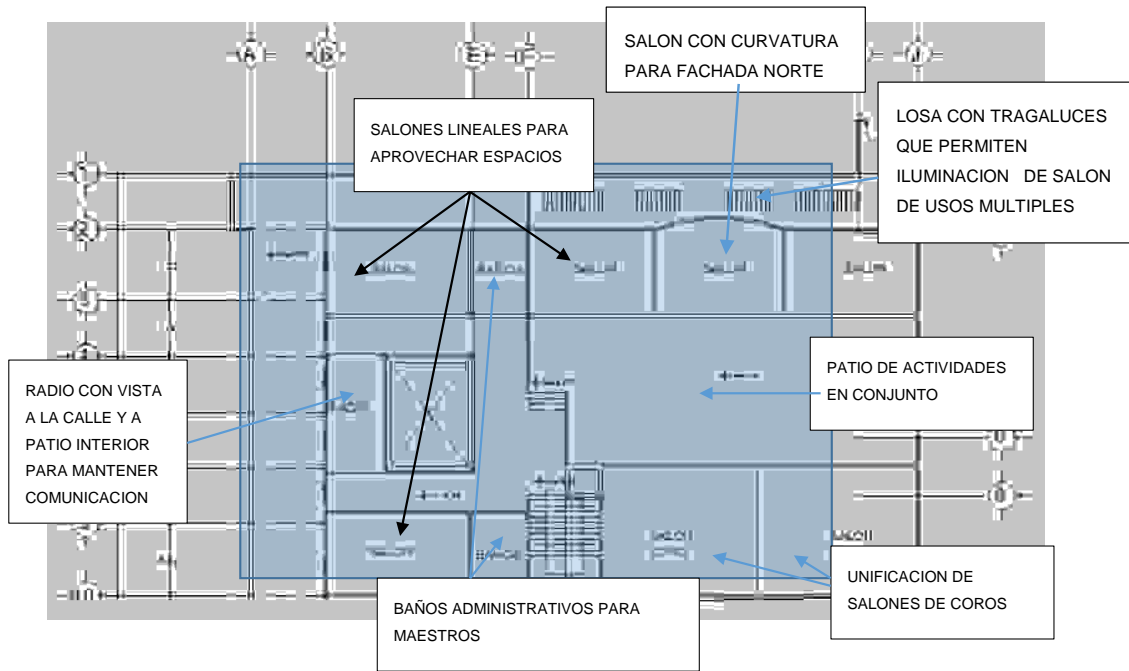 SALON CON CURVATURA
PARA FACHADA NORTE
LOSA CON TRAGALUCES
QUE PERMITEN
ILUMINACION DE SALON
DE USOS MULTIPLES
SALONES LINEALES PARA
APROVECHAR ESPACIOS
RADIO CON VISTA
A LA CALLE Y A
PATIO INTERIOR
PARA MANTENER
COMUNICACION
PATIO DE ACTIVIDADES
EN CONJUNTO
BAÑOS ADMINISTRATIVOS PARA
MAESTROS
UNIFICACION DE
SALONES DE COROS